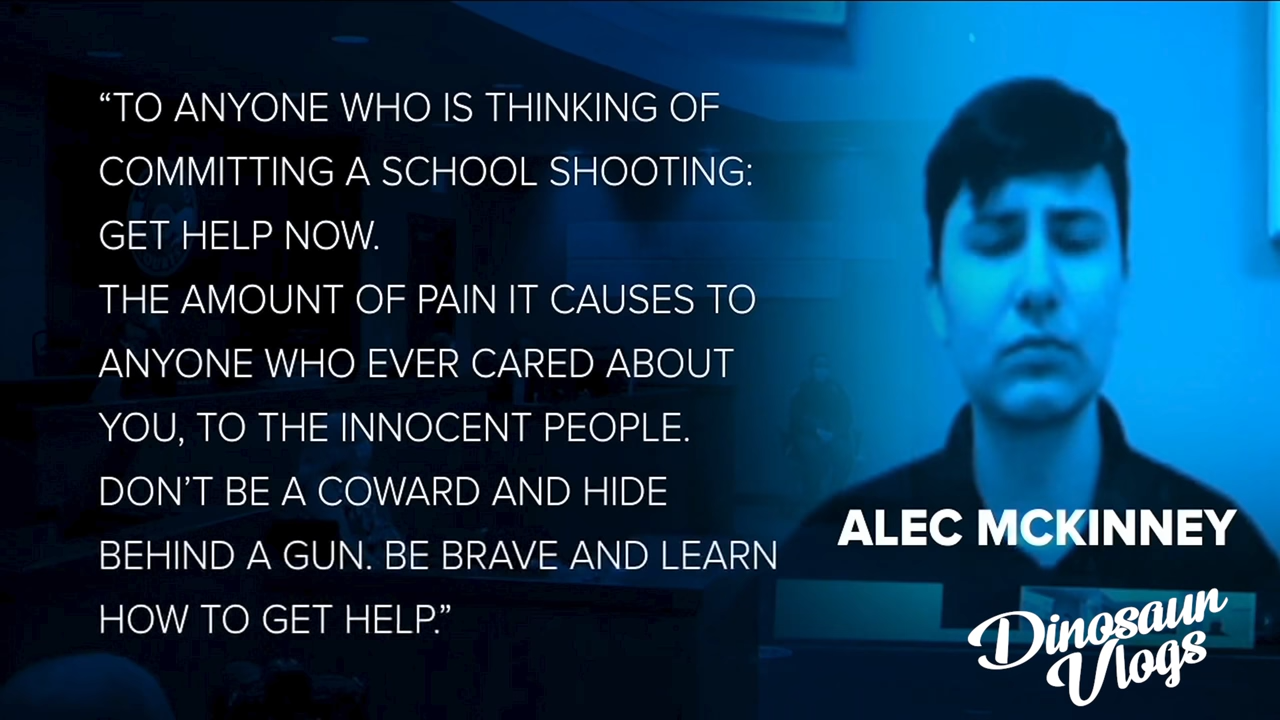 “TO ANYONE WHO IS THINKING OF
COMMITTING A SCHOOL SHOOTING:
GET HELP NOW.
THE AMOUNT OF PAIN IT CAUSES TO
ANYONE WHO EVER CARED ABOUT
YOU, TO THE INNOCENT PEOPLE.
DON’T BE A COWARD AND HIDE
BEHIND A GUN. BE BRAVE AND LEARN
HOW TO GET HELP.”
ALEC MCKINNEY
Dinosaur
Vlogs